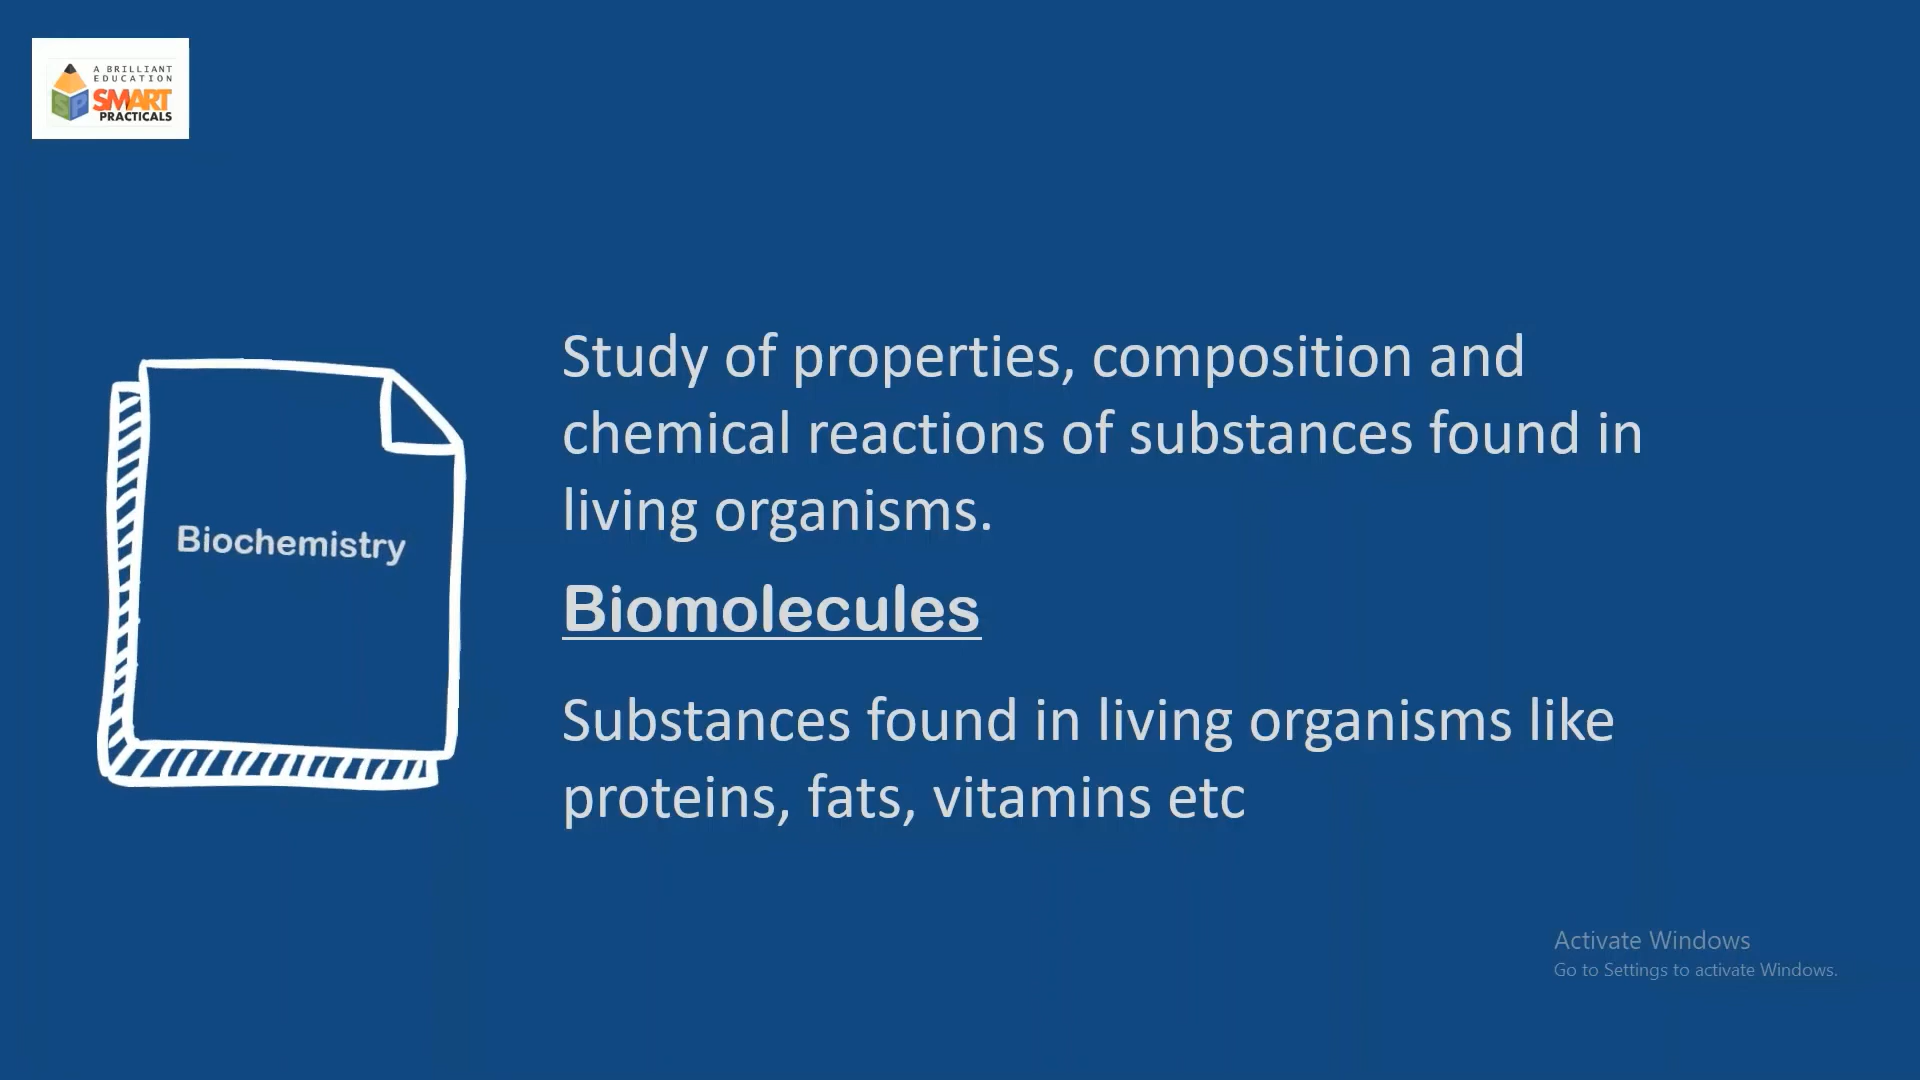 A BRILLIANT
EDUCATION
SP
SMART
PRACTICALS
Biochemistry
Study of properties, composition and
chemical reactions of substances found in
living organisms.
Biomolecules
Substances found in living organisms like
proteins, fats, vitamins etc
Activate Windows
Go to Settings to activate Windows.